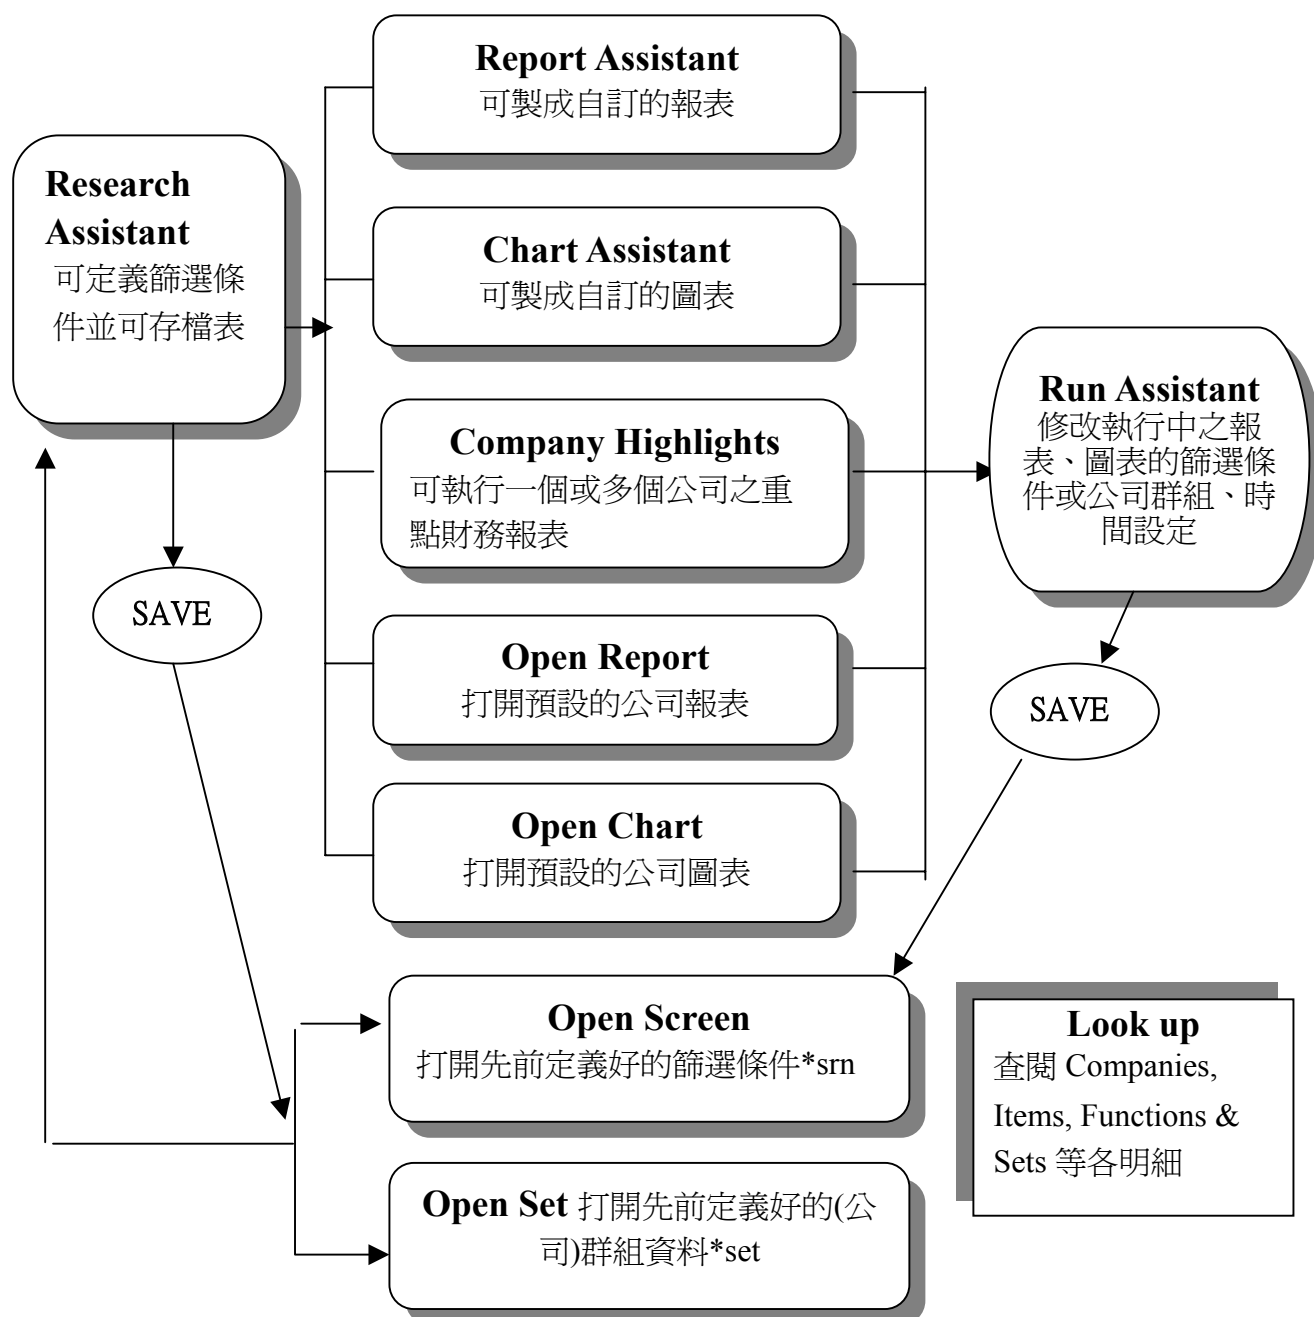 Report Assistant
可製成自訂的報表
Research
Assistant
可定義篩選條
件並可存檔表
Chart Assistant
可製成自訂的圖表
Company Highlights
可執行一個或多個公司之重
點財務報表
Run Assistant
修改執行中之報
表、圖表的篩選條
件或公司群組、時
間設定
SAVE
Open Report
打開預設的公司報表
SAVE
Open Chart
打開預設的公司圖表
Open Screen
打開先前定義好的篩選條件*srn
Look up
查閱 Companies,
Items, Functions &
Sets 等各明細
Open Set 打開先前定義好的(公
司)群組資料*set